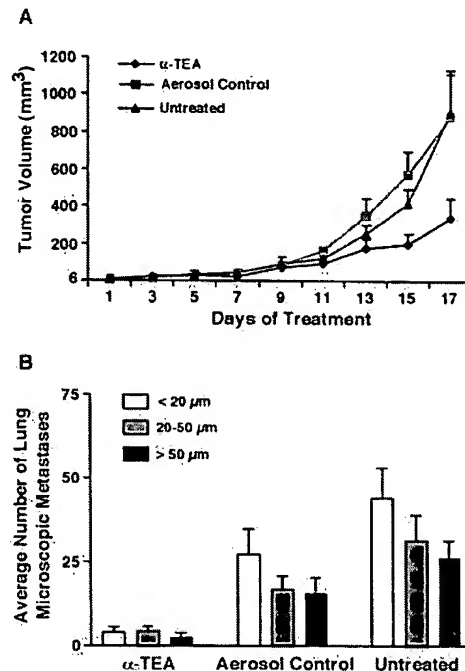 A
α-TEA
Aerosol Control
Untreated
Tumor Volume (mm³)
1200
1000
800
600
400
200
6
1 3 5 7 9 11 13 15 17
Days of Treatment
B
Average Number of Lung
Microscopic Metastases
75
50
25
0
< 20 µm
20-50 µm
> 50 µm
α-TEA Aerosol Control Untreated